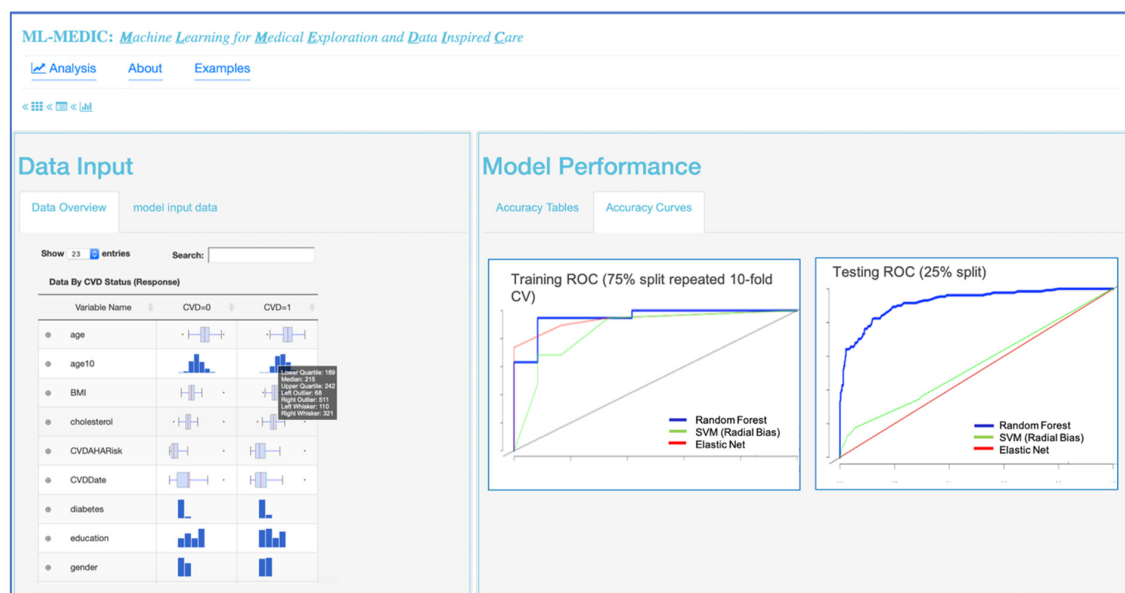 ML-MEDIC: Machine Learning for Medical Exploration and Data Inspired Care
Analysis About Examples
« « «
Data Input
Data Overview model input data
Show 23 entries Search:
Data By CVD Status (Response)
Variable Name CVD=0 CVD=1
age
age10
BMI
cholesterol
CVDAHARisk
CVDDate
diabetes
education
gender
Lower Quartile: 189
Median: 215
Upper Quartile: 242
Left Outlier: 68
Right Outlier: 511
Left Whisker: 110
Right Whisker: 321
Model Performance
Accuracy Tables Accuracy Curves
Training ROC (75% split repeated 10-fold
CV)
Random Forest
SVM (Radial Bias)
Elastic Net
Testing ROC (25% split)
Random Forest
SVM (Radial Bias)
Elastic Net